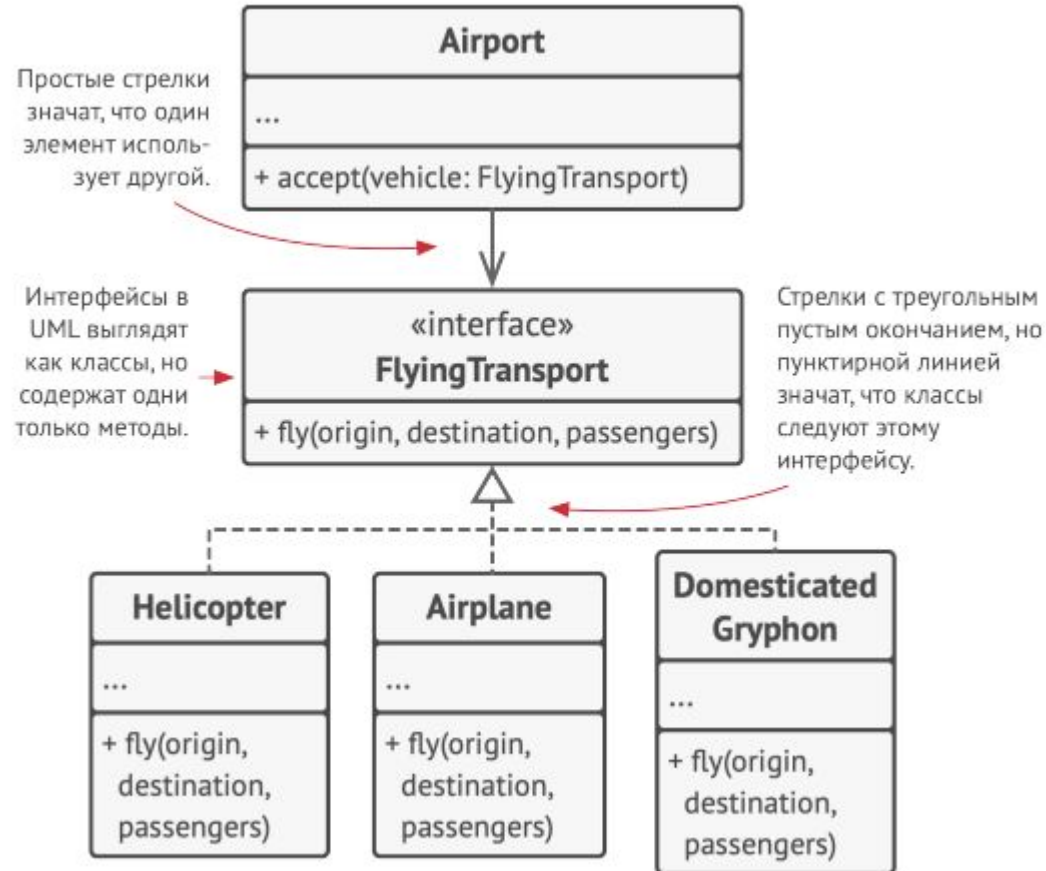 Airport
...
+ accept(vehicle: FlyingTransport)
Простые стрелки
значат, что один
элемент исполь-
зует другой.
Интерфейсы в
UML выглядят
как классы, но
содержат одни
только методы.
«interface»
FlyingTransport
+ fly(origin, destination, passengers)
Стрелки с треугольным
пустым окончанием, но
пунктирной линией
значат, что классы
следуют этому
интерфейсу.
Helicopter
...
+ fly(origin,
destination,
passengers)
Airplane
...
+ fly(origin,
destination,
passengers)
Domesticated
Gryphon
...
+ fly(origin,
destination,
passengers)